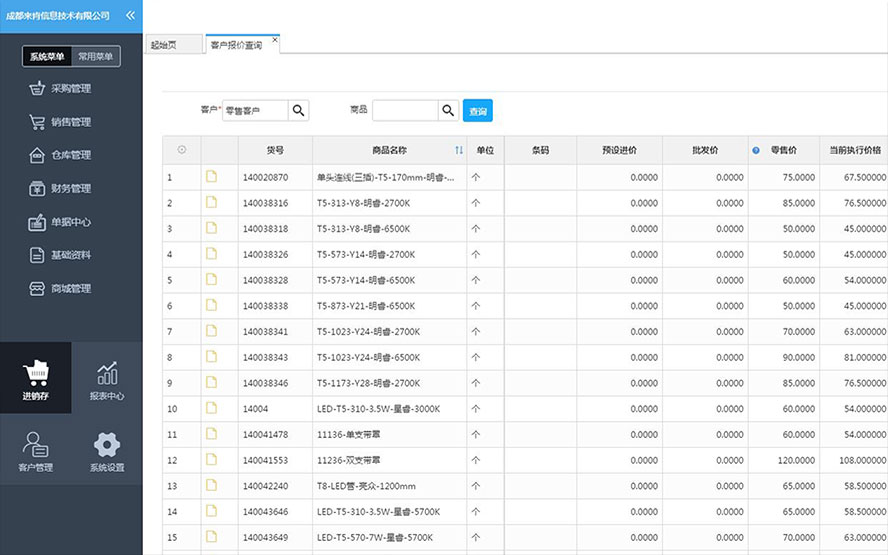 成都来肯信息技术有限公司 «
起始页 客户报价查询 ×
系统菜单 常用菜单
采购管理
销售管理
仓库管理
财务管理
单据中心
基础资料
商城管理
进销存 报表中心
客户管理 系统设置
客户* 零售客户 商品 查询
货号 商品名称 单位 条码 预设进价 批发价 零售价 当前执行价格
1 140020870 单头连线(三插)-T5-170mm-明睿-... 个 0.0000 0.0000 75.0000 67.500000
2 140038316 T5-313-Y8-明睿-2700K 个 0.0000 0.0000 85.0000 76.500000
3 140038318 T5-313-Y8-明睿-6500K 个 0.0000 0.0000 50.0000 45.000000
4 140038326 T5-573-Y14-明睿-2700K 个 0.0000 0.0000 50.0000 45.000000
5 140038328 T5-573-Y14-明睿-6500K 个 0.0000 0.0000 60.0000 54.000000
6 140038338 T5-873-Y21-明睿-6500K 个 0.0000 0.0000 50.0000 45.000000
7 140038341 T5-1023-Y24-明睿-2700K 个 0.0000 0.0000 70.0000 63.000000
8 140038343 T5-1023-Y24-明睿-6500K 个 0.0000 0.0000 90.0000 81.000000
9 140038346 T5-1173-Y28-明睿-2700K 个 0.0000 0.0000 85.0000 76.500000
10 14004 LED-T5-310-3.5W-星睿-3000K 个 0.0000 0.0000 60.0000 54.000000
11 140041478 11136-单支带罩 个 0.0000 0.0000 60.0000 54.000000
12 140041553 11236-双支带罩 个 0.0000 0.0000 120.0000 108.000000
13 140042240 T8-LED管-亮众-1200mm 个 0.0000 0.0000 65.0000 58.500000
14 140043646 LED-T5-310-3.5W-星睿-5700K 个 0.0000 0.0000 65.0000 58.500000
15 140043649 LED-T5-570-7W-星睿-5700K 个 0.0000 0.0000 70.0000 63.000000